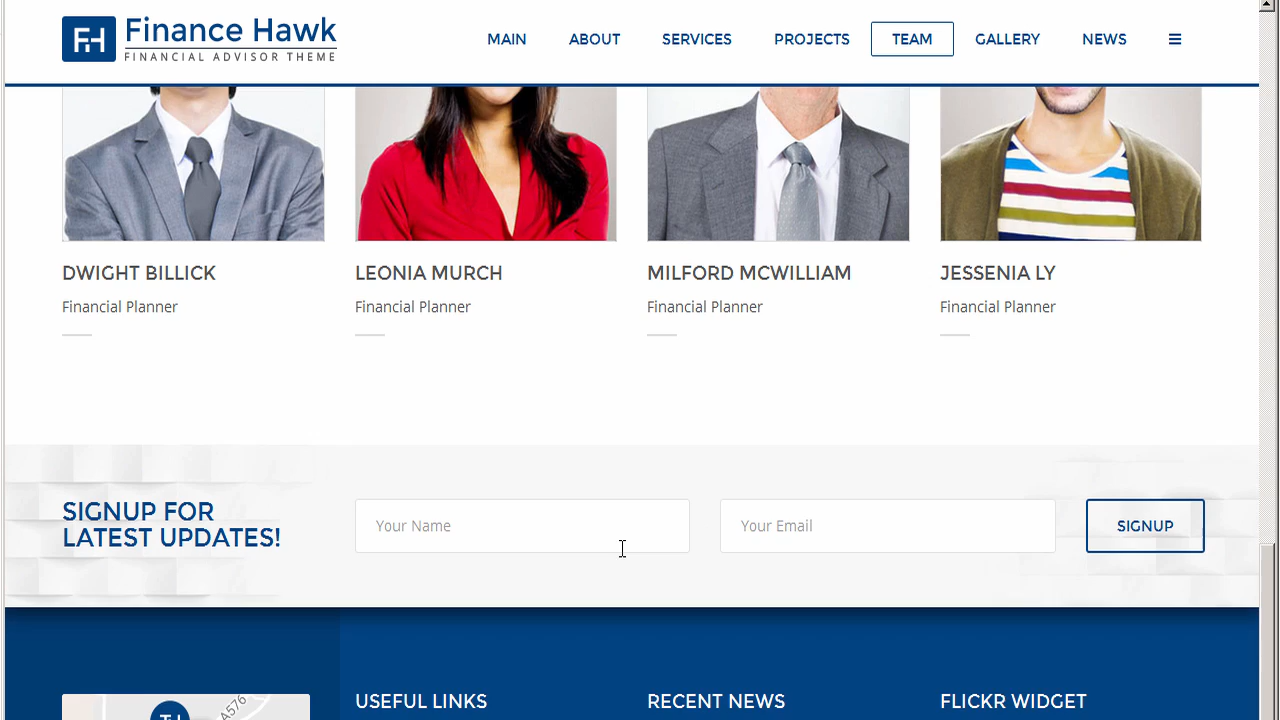 FH Finance Hawk
FINANCIAL ADVISOR THEME
MAIN ABOUT SERVICES PROJECTS TEAM GALLERY NEWS
DWIGHT BILLICK
Financial Planner
LEONIA MURCH
Financial Planner
MILFORD MCWILLIAM
Financial Planner
JESSENIA LY
Financial Planner
SIGNUP FOR
LATEST UPDATES!
Your Name
Your Email
SIGNUP
A576
USEFUL LINKS
RECENT NEWS
FLICKR WIDGET